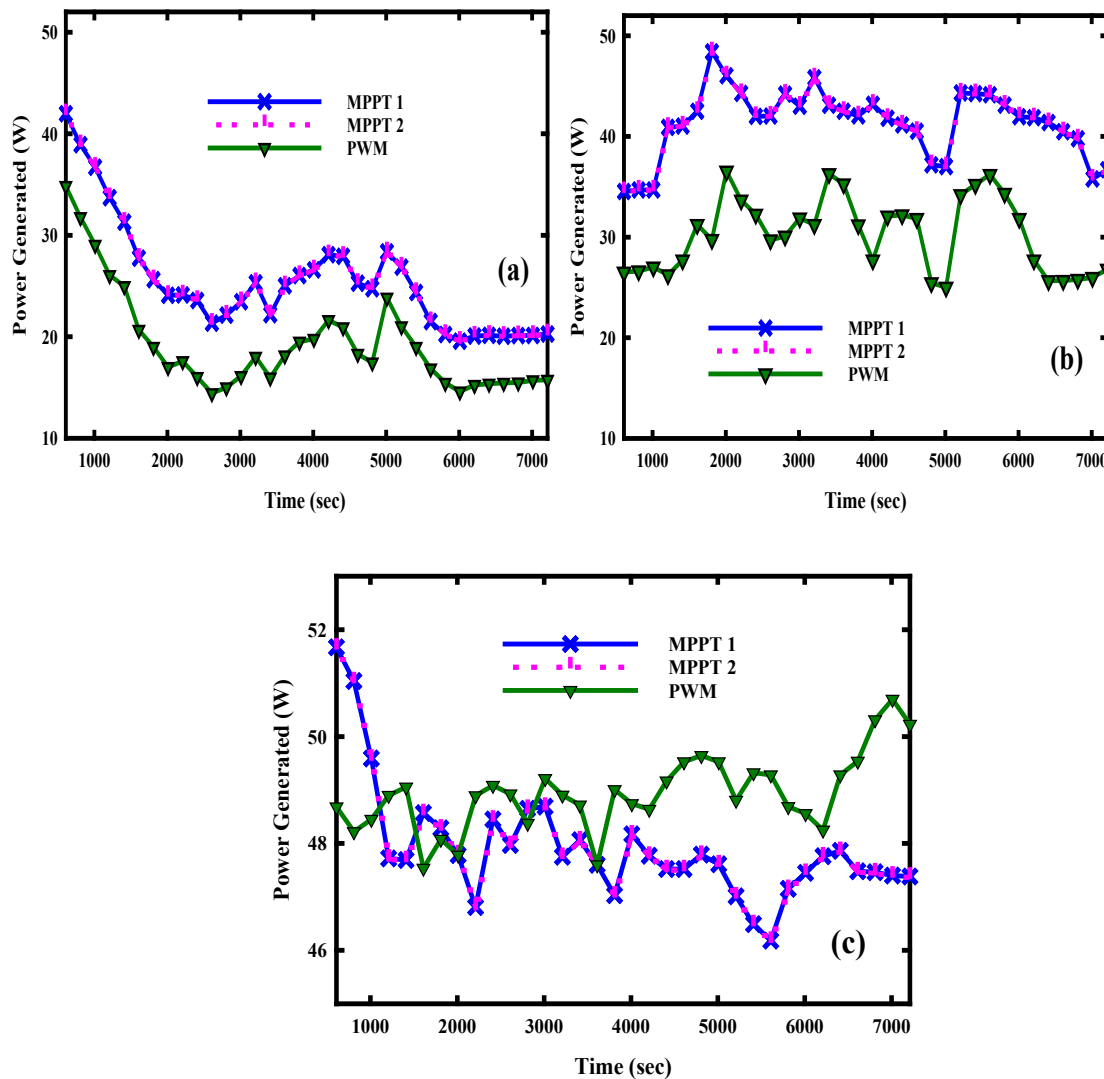 50
40
30
20
10
Power Generated (W)
MPPT 1
MPPT 2
PWM
(a)
1000 2000 3000 4000 5000 6000 7000
Time (sec)
50
40
30
20
10
Power Generated (W)
MPPT 1
MPPT 2
PWM
(b)
1000 2000 3000 4000 5000 6000 7000
Time (sec)
52
50
48
46
Power Generated (W)
MPPT 1
MPPT 2
PWM
(c)
1000 2000 3000 4000 5000 6000 7000
Time (sec)